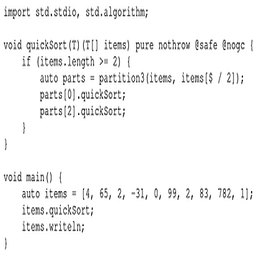 import std.stdio, std.algorithm;

void quickSort(T)(T[] items) pure nothrow @safe @nogc {
    if (items.length >= 2) {
        auto parts = partition3(items, items[$ / 2]);
        parts[0].quickSort;
        parts[2].quickSort;
    }
}

void main() {
    auto items = [4, 65, 2, -31, 0, 99, 2, 83, 782, 1];
    items.quickSort;
    items.writeln;
}